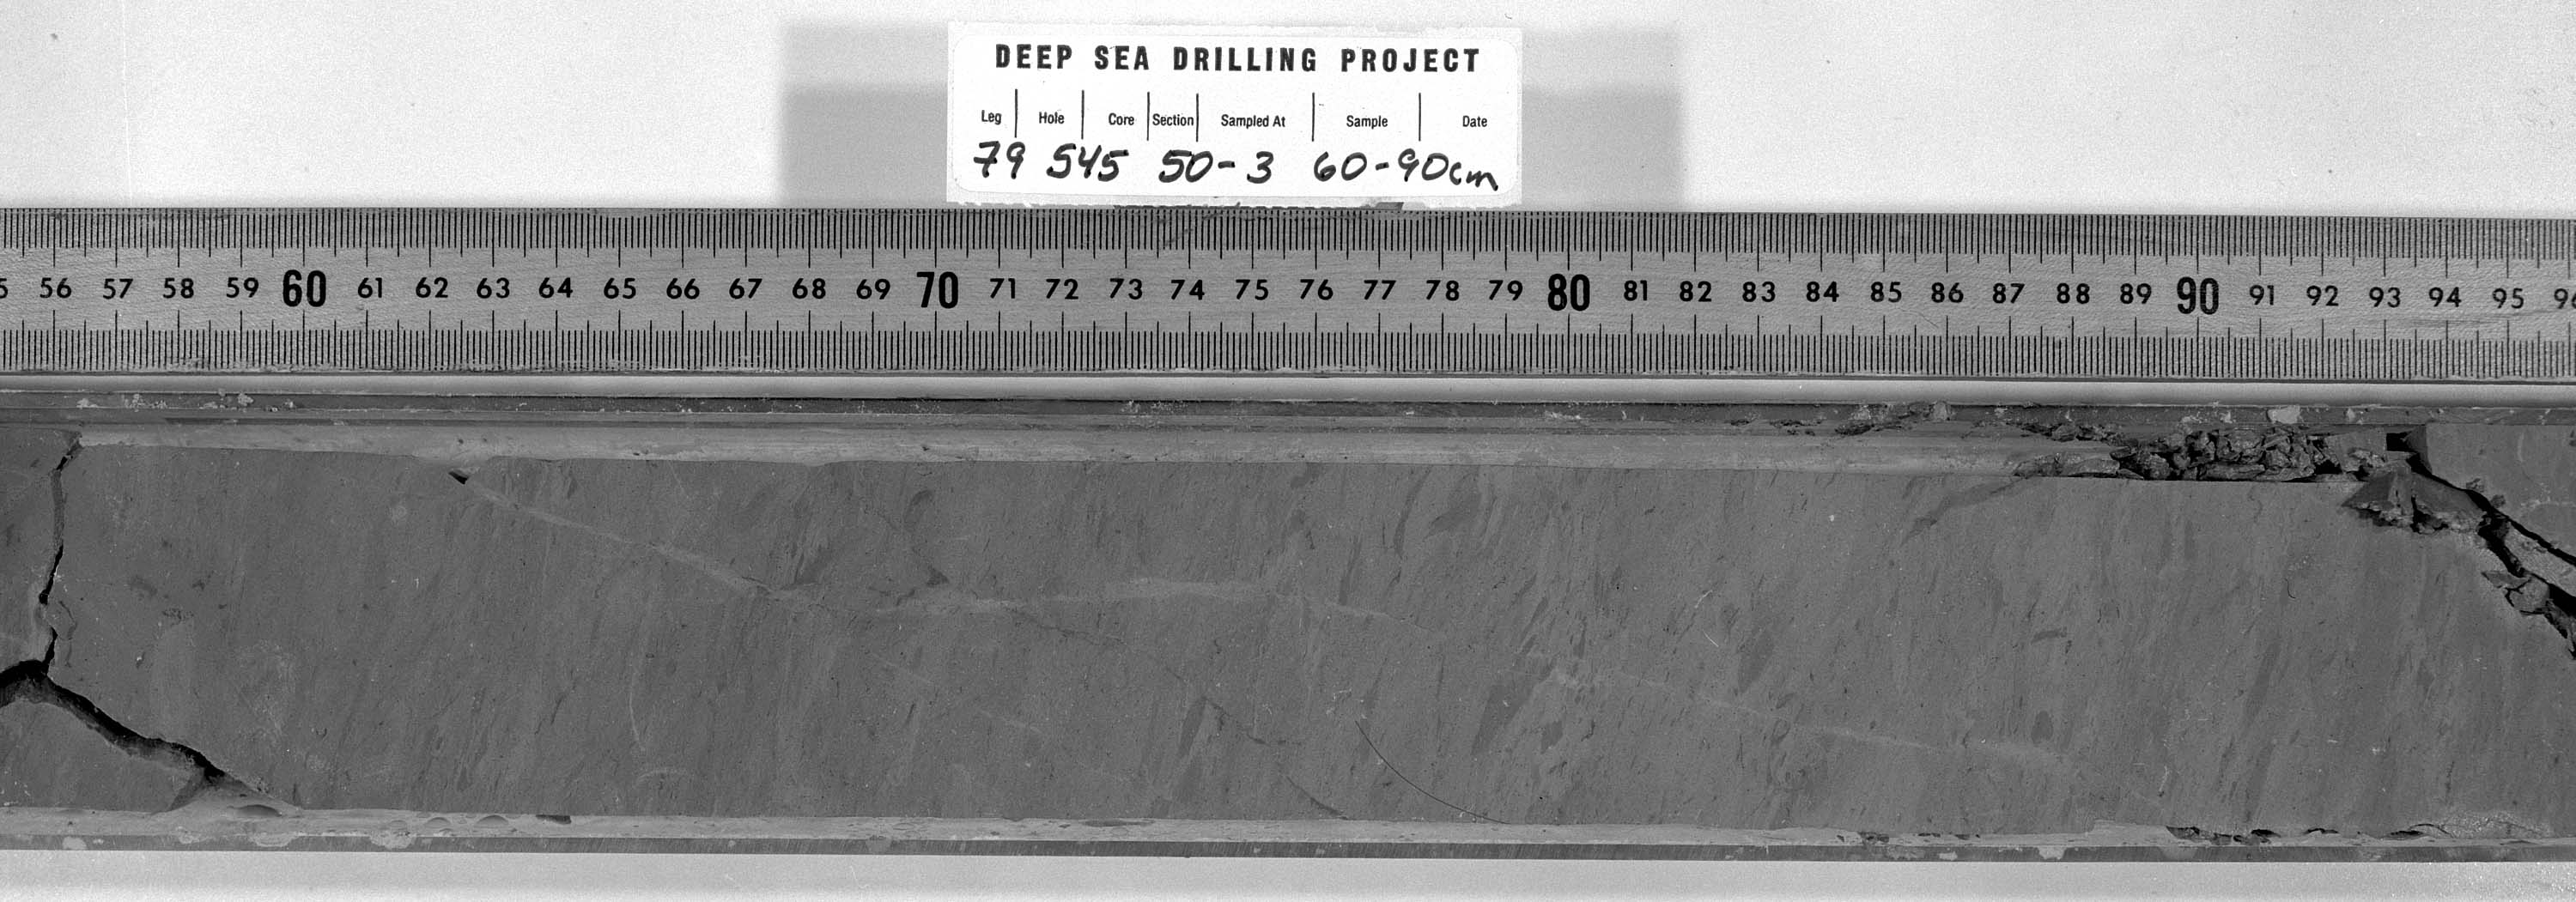 DEEP SEA DRILLING PROJECT
Leg Hole Core Section Sampled At Sample Date
79 545 50-3 60-90cm
56 57 58 59 60 61 62 63 64 65 66 67 68 69 70 71 72 73 74 75 76 77 78 79 80 81 82 83 84 85 86 87 88 89 90 91 92 93 94 95